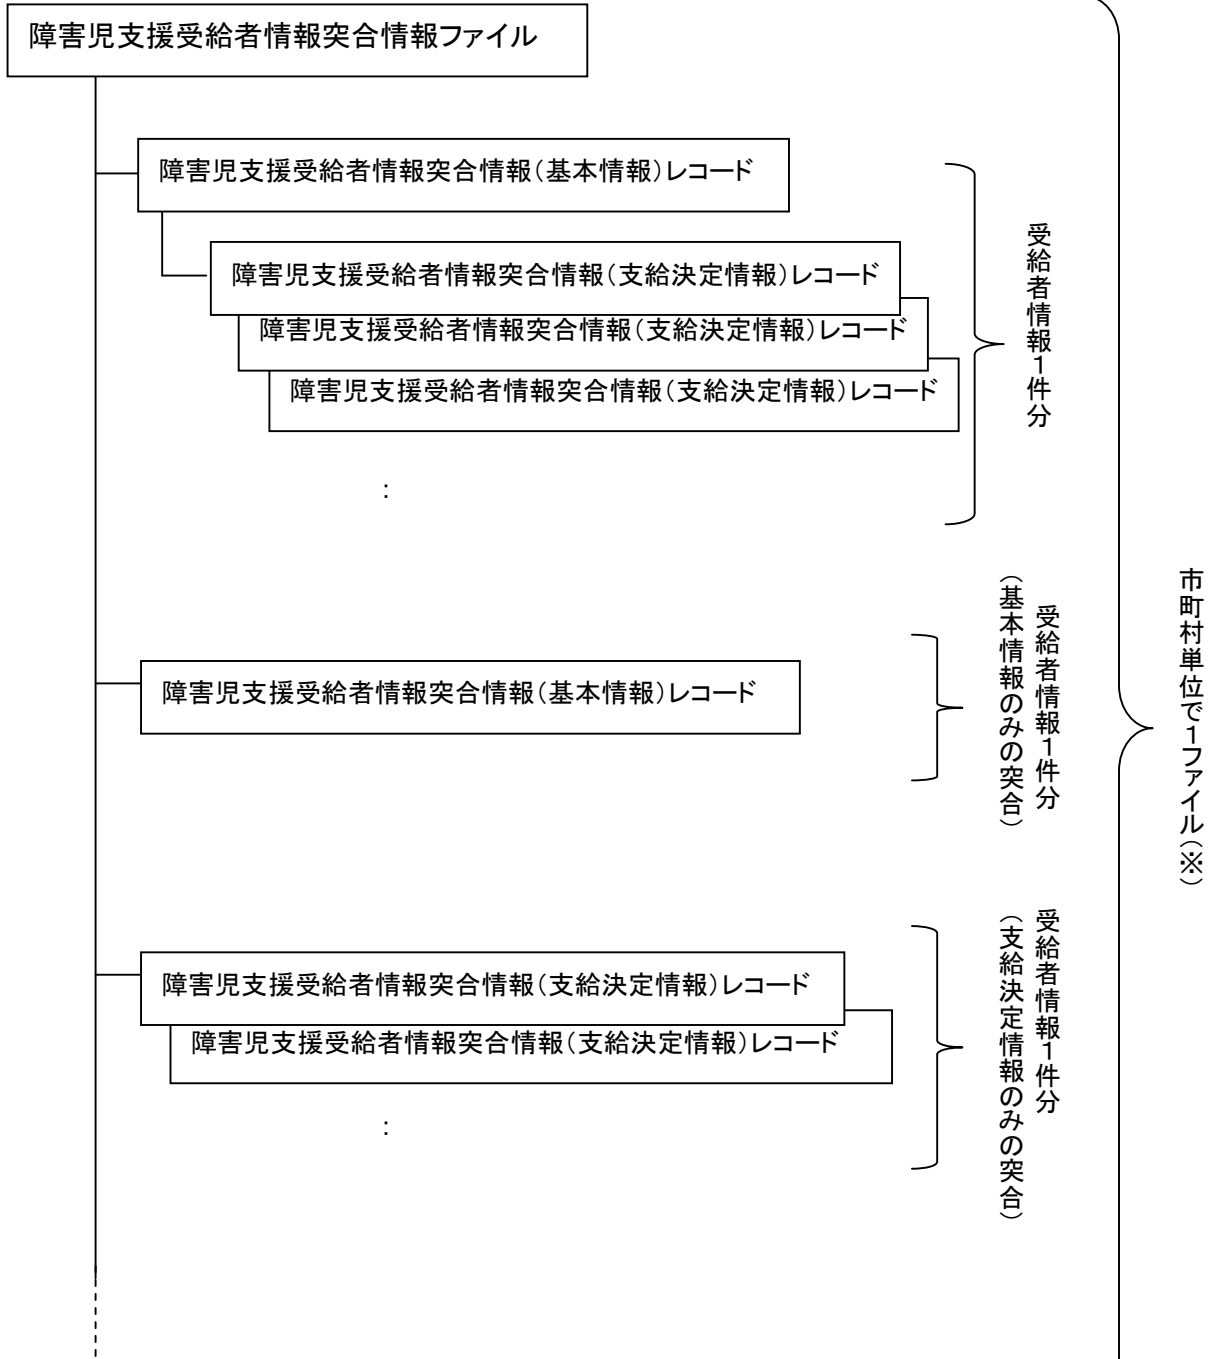 障害児支援受給者情報突合情報ファイル
障害児支援受給者情報突合情報（基本情報）レコード
障害児支援受給者情報突合情報（支給決定情報）レコード
障害児支援受給者情報突合情報（支給決定情報）レコード
障害児支援受給者情報突合情報（支給決定情報）レコード
：
受給者情報１件分
障害児支援受給者情報突合情報（基本情報）レコード
受給者情報１件分
（基本情報のみの突合）
障害児支援受給者情報突合情報（支給決定情報）レコード
障害児支援受給者情報突合情報（支給決定情報）レコード
：
受給者情報１件分
（支給決定情報のみの突合）
市町村単位で１ファイル（※）